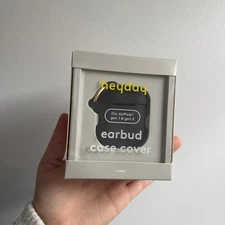 heyday
Fits AirPods®
gen 1 & gen 2
earbud
case cover